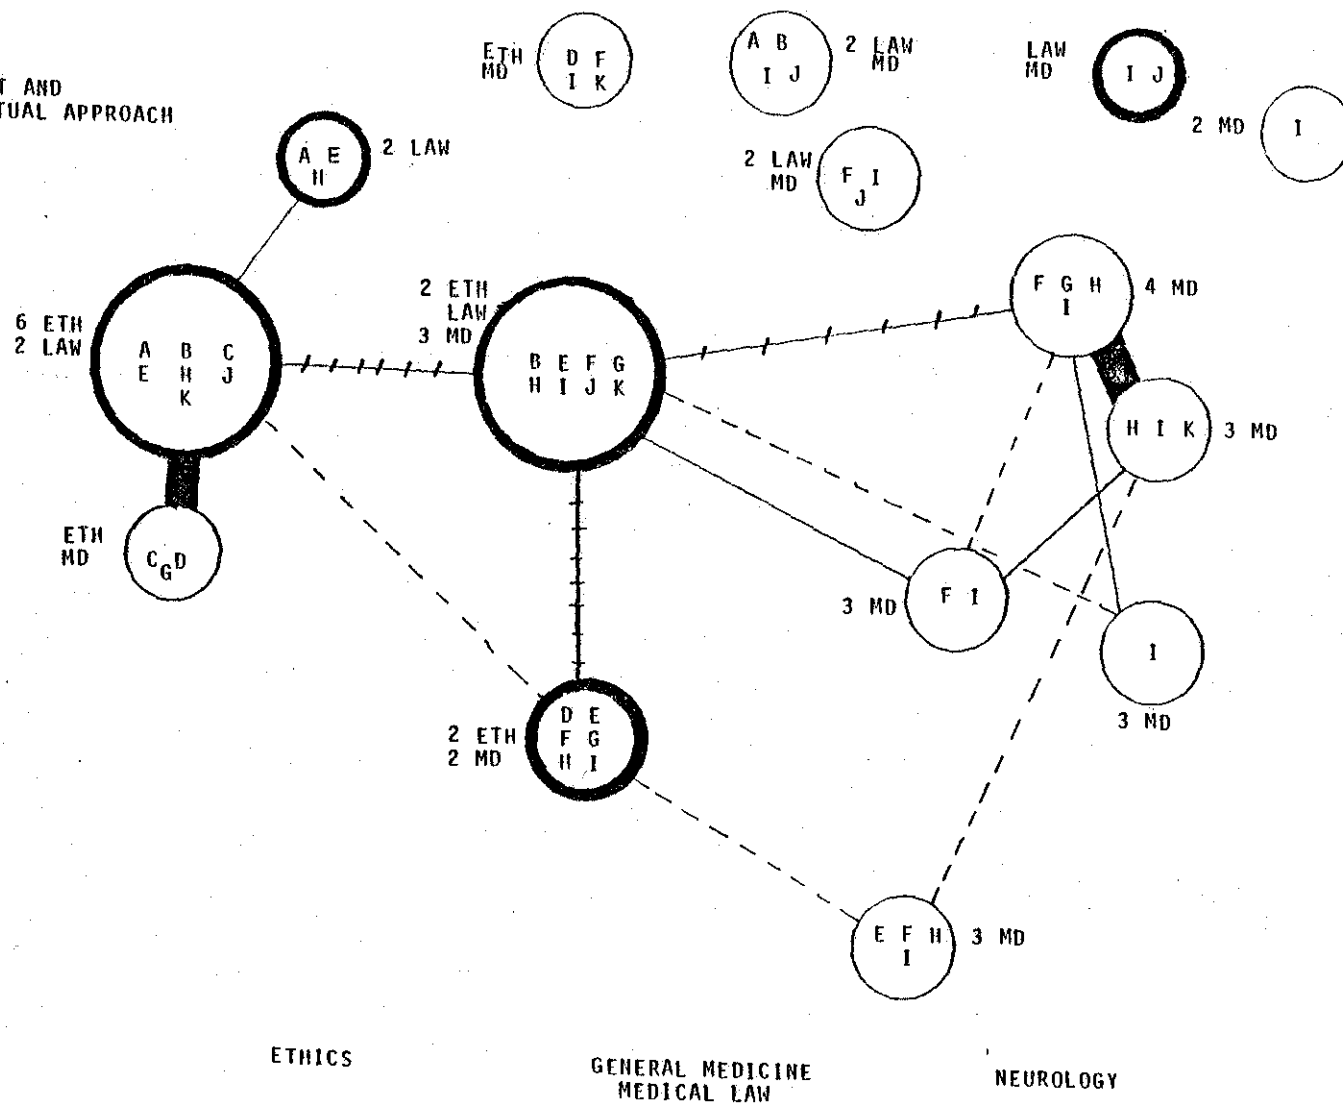 T AND
TUAL APPROACH
ETH
MD
D F
I K
A B
I J
2 LAW
MD
LAW
MD
I J
2 MD
I
A E
H
2 LAW
2 LAW
MD
F I
J
6 ETH
2 LAW
A B C
E H J
K
2 ETH
LAW
3 MD
B E F G
H I J K
F G H
I
4 MD
H I K
3 MD
ETH
MD
C G D
3 MD
F I
I
3 MD
2 ETH
2 MD
D E
F G
H I
E F H
I
3 MD
ETHICS
GENERAL MEDICINE
MEDICAL LAW
NEUROLOGY